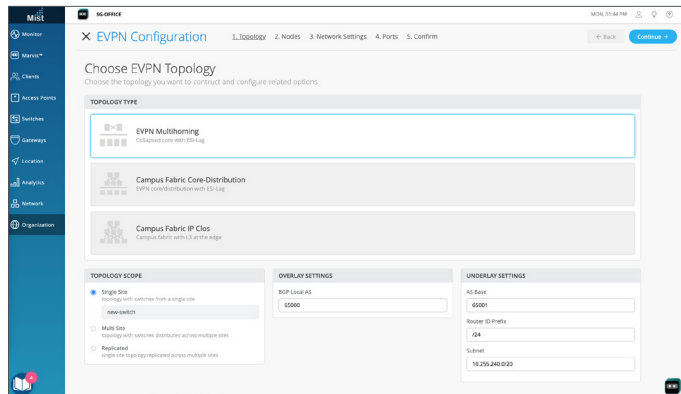 Mist
SG-OFFICE
MON, 01:44 PM
Monitor
Marvis™
Clients
Access Points
Switches
Gateways
Location
Analytics
Network
Organization
4
× EVPN Configuration
1. Topology 2. Nodes 3. Network Settings 4. Ports 5. Confirm
← Back
Continue →
Choose EVPN Topology
Choose the topology you want to contruct and configure related options
TOPOLOGY TYPE
EVPN Multihoming
Collapsed core with ESI-Lag
Campus Fabric Core-Distribution
EVPN core/distribution with ESI-Lag
Campus Fabric IP Clos
Campus fabric with L3 at the edge
TOPOLOGY SCOPE
Single Site
topology with switches from a single site
new-switch
Multi Site
topology with switches distributed across multiple-sites
Replicated
single site topology,replicated across multiple sites
OVERLAY SETTINGS
BGP Local AS
65000
UNDERLAY SETTINGS
AS Base
65001
Router ID Prefix
/24
Subnet
10.255.240.0/20